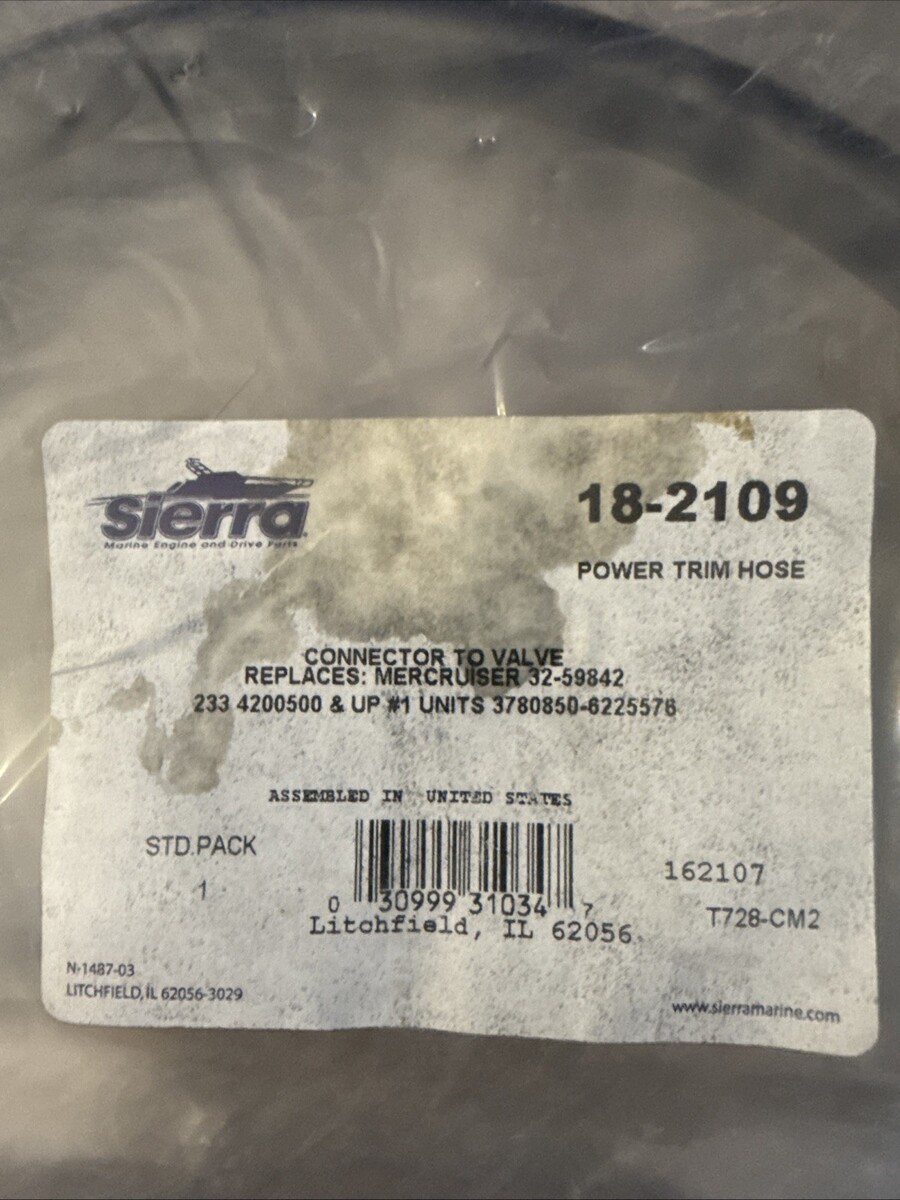 sierra
Marine Engine and Drive Parts
18-2109
POWER TRIM HOSE
CONNECTOR TO VALVE
REPLACES: MERCRUISER 32-59842
233 4200500 & UP #1 UNITS 3780850-6225576
ASSEMBLED IN UNITED STATES
STD.PACK
1
0 30999 31034 7
Litchfield, IL 62056
162107
T728-CM2
N-1487-03
LITCHFIELD, IL 62056-3029
www.sierramarine.com